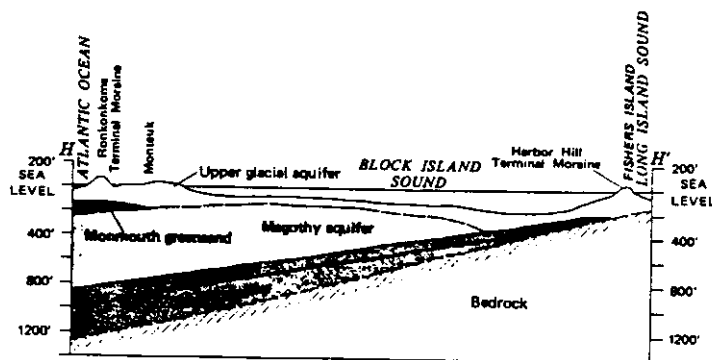 ATLANTIC OCEAN
Ronkonkoma
Terminal Moraine
Montauk
FISHERS ISLAND
LONG ISLAND SOUND
H
H'
200'
SEA
LEVEL
400'
800'
1200'
Upper glacial aquifer
BLOCK ISLAND
SOUND
Harbor Hill
Terminal Moraine
Monmouth greensand
Magothy aquifer
Bedrock
200'
SEA
LEVEL
400'
800'
1200'